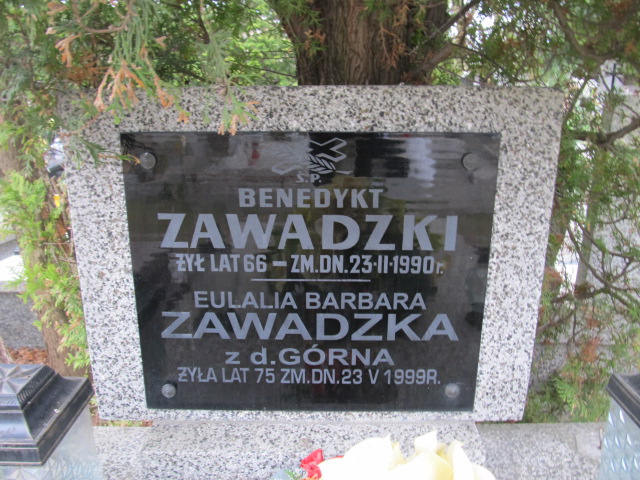 Ś.P.
BENEDYKT
ZAWADZKI
ŻYŁ LAT 66 – ZM.DN.23-II-1990r.
EULALIA BARBARA
ZAWADZKA
z d.GÓRNA
ŻYŁA LAT 75 ZM.DN.23 V 1999R.